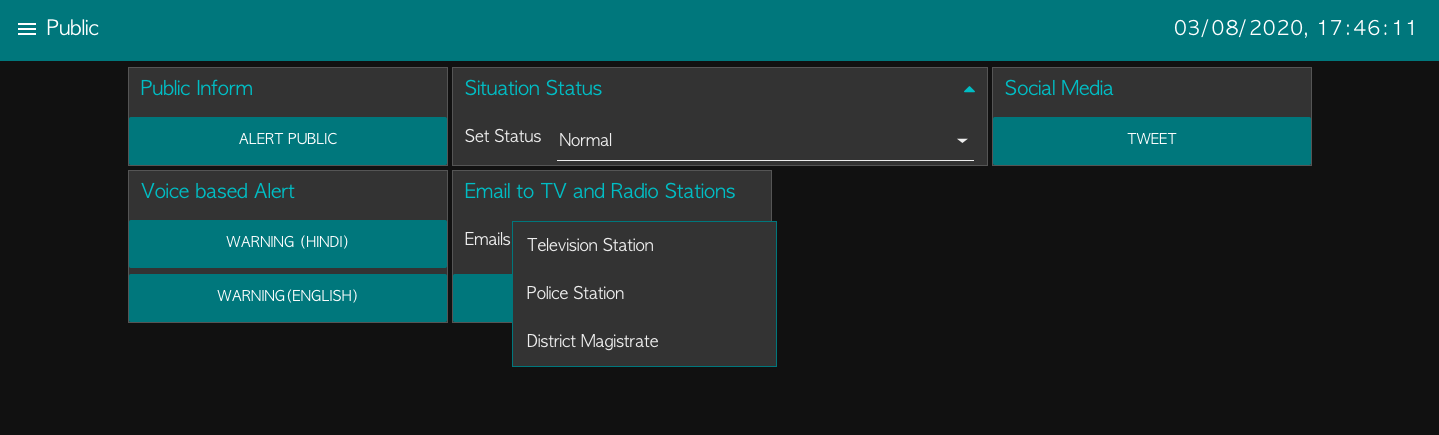 Public
03/08/2020, 17:46:11
Public Inform
ALERT PUBLIC
Situation Status
Set Status
Normal
Social Media
TWEET
Voice based Alert
WARNING (HINDI)
WARNING(ENGLISH)
Email to TV and Radio Stations
Emails
Television Station
Police Station
District Magistrate